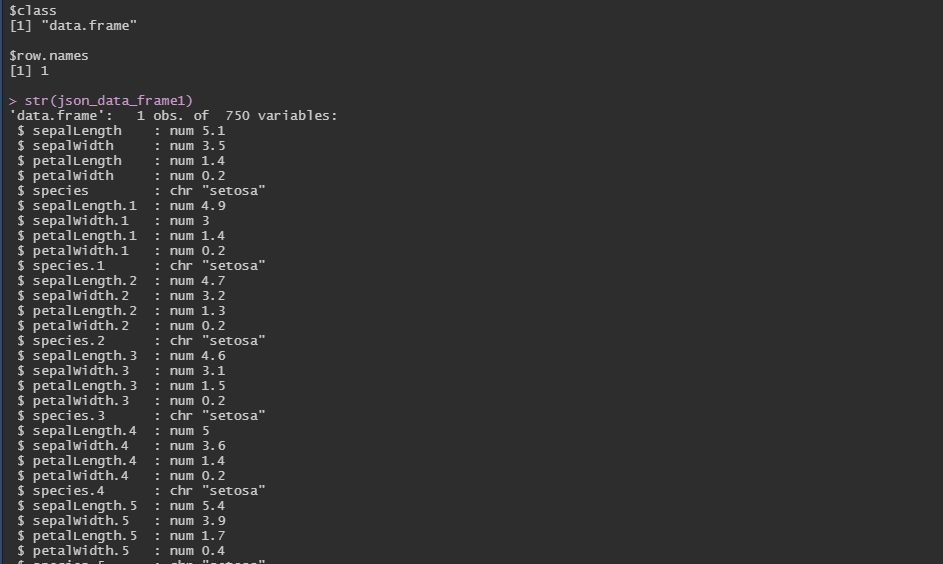 $class
[1] "data.frame"
$row.names
[1] 1
> str(json_data_frame1)
'data.frame':   1 obs. of  750 variables:
 $ sepalLength    : num 5.1
 $ sepalWidth     : num 3.5
 $ petalLength    : num 1.4
 $ petalWidth     : num 0.2
 $ species        : chr "setosa"
 $ sepalLength.1  : num 4.9
 $ sepalWidth.1   : num 3
 $ petalLength.1  : num 1.4
 $ petalWidth.1   : num 0.2
 $ species.1      : chr "setosa"
 $ sepalLength.2  : num 4.7
 $ sepalWidth.2   : num 3.2
 $ petalLength.2  : num 1.3
 $ petalWidth.2   : num 0.2
 $ species.2      : chr "setosa"
 $ sepalLength.3  : num 4.6
 $ sepalWidth.3   : num 3.1
 $ petalLength.3  : num 1.5
 $ petalWidth.3   : num 0.2
 $ species.3      : chr "setosa"
 $ sepalLength.4  : num 5
 $ sepalWidth.4   : num 3.6
 $ petalLength.4  : num 1.4
 $ petalWidth.4   : num 0.2
 $ species.4      : chr "setosa"
 $ sepalLength.5  : num 5.4
 $ sepalWidth.5   : num 3.9
 $ petalLength.5  : num 1.7
 $ petalWidth.5   : num 0.4
 $ species.5      : chr "setosa"